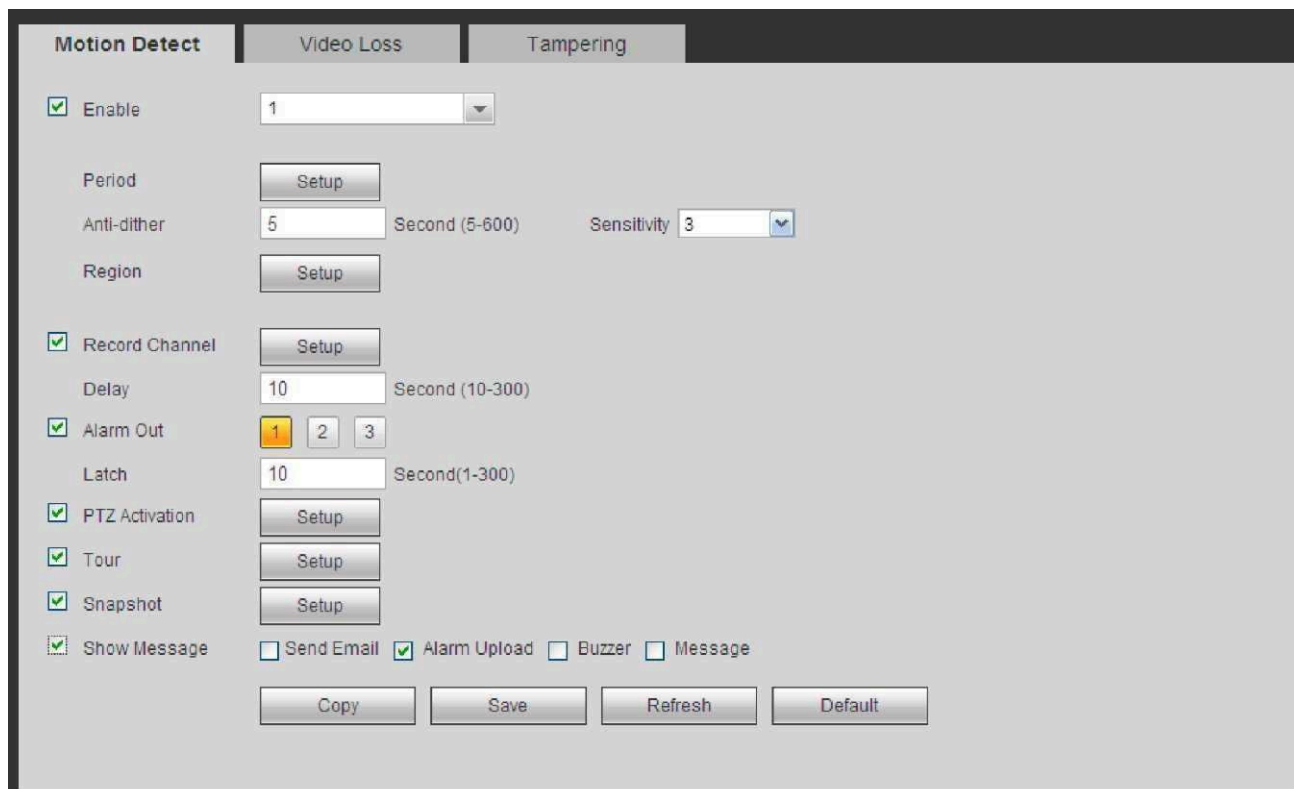 Motion Detect Video Loss Tampering
Enable 1
Period Setup
Anti-dither 5 Second (5-600) Sensitivity 3
Region Setup
Record Channel Setup
Delay 10 Second (10-300)
Alarm Out 1 2 3
Latch 10 Second(1-300)
PTZ Activation Setup
Tour Setup
Snapshot Setup
Show Message Send Email Alarm Upload Buzzer Message
Copy Save Refresh Default